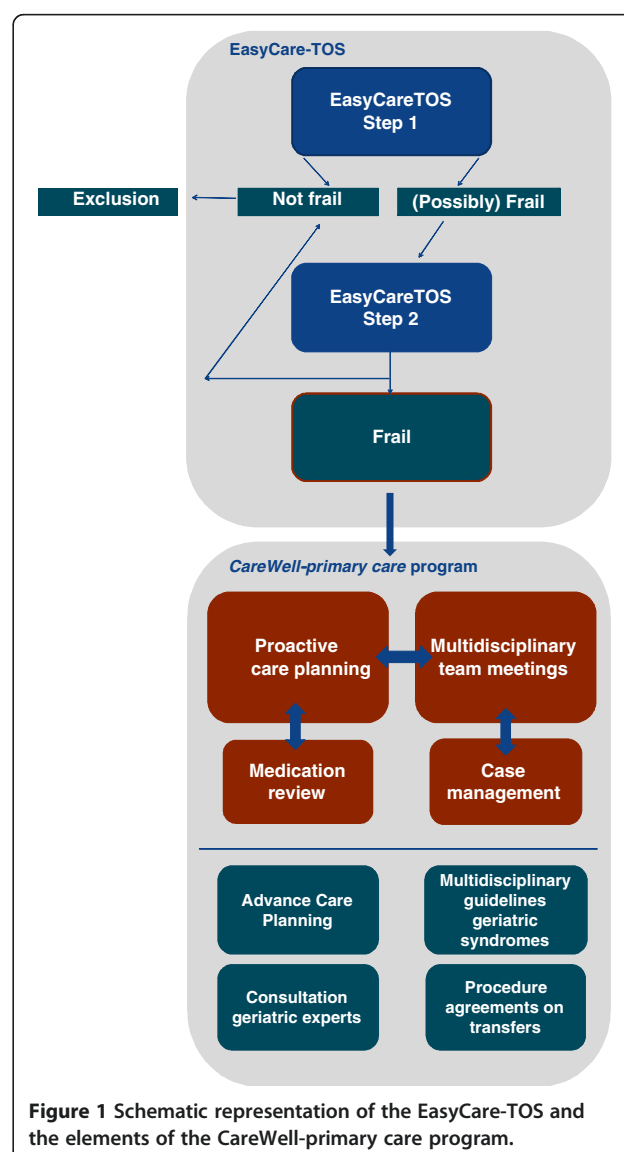 EasyCare-TOS
EasyCareTOS
Step 1
Exclusion
Not frail
(Possibly) Frail
EasyCareTOS
Step 2
Frail
CareWell-primary care program
Proactive
care planning
Multidisciplinary
team meetings
Medication
review
Case
management
Advance Care
Planning
Multidisciplinary
guidelines
geriatric
syndromes
Consultation
geriatric experts
Procedure
agreements on
transfers
Figure 1 Schematic representation of the EasyCare-TOS and
the elements of the CareWell-primary care program.